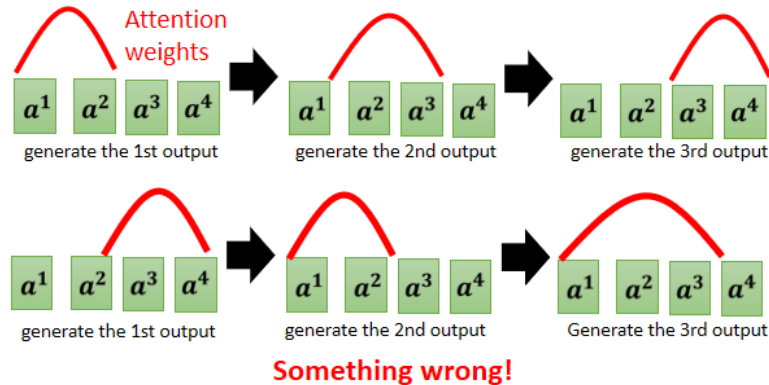 Attention
weights
a¹ a² a³ a⁴ a¹ a² a³ a⁴ a¹ a² a³ a⁴
generate the 1st output generate the 2nd output generate the 3rd output
a¹ a² a³ a⁴ a¹ a² a³ a⁴ a¹ a² a³ a⁴
generate the 1st output generate the 2nd output Generate the 3rd output
Something wrong!